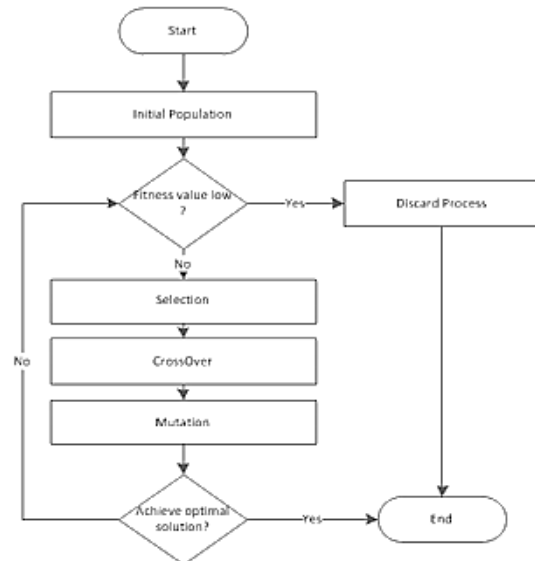 Start
Initial Population
Fitness value low
?
Yes
Discard Process
No
Selection
CrossOver
No
Mutation
Achieve optimal
solution?
Yes
End